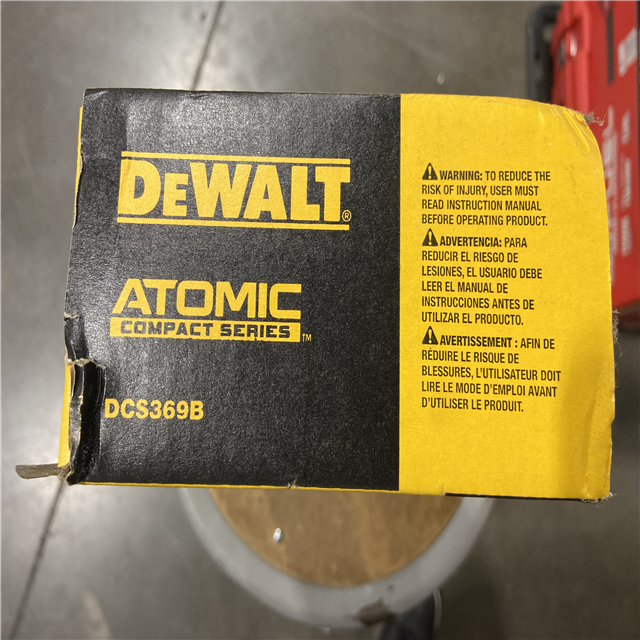 DEWALT®
ATOMIC
COMPACT SERIES™
DCS369B
WARNING: TO REDUCE THE
RISK OF INJURY, USER MUST
READ INSTRUCTION MANUAL
BEFORE OPERATING PRODUCT.
ADVERTENCIA: PARA
REDUCIR EL RIESGO DE
LESIONES, EL USUARIO DEBE
LEER EL MANUAL DE
INSTRUCCIONES ANTES DE
UTILIZAR EL PRODUCTO.
AVERTISSEMENT : AFIN DE
RÉDUIRE LE RISQUE DE
BLESSURES, L'UTILISATEUR DOIT
LIRE LE MODE D'EMPLOI AVANT
D'UTILISER LE PRODUIT.